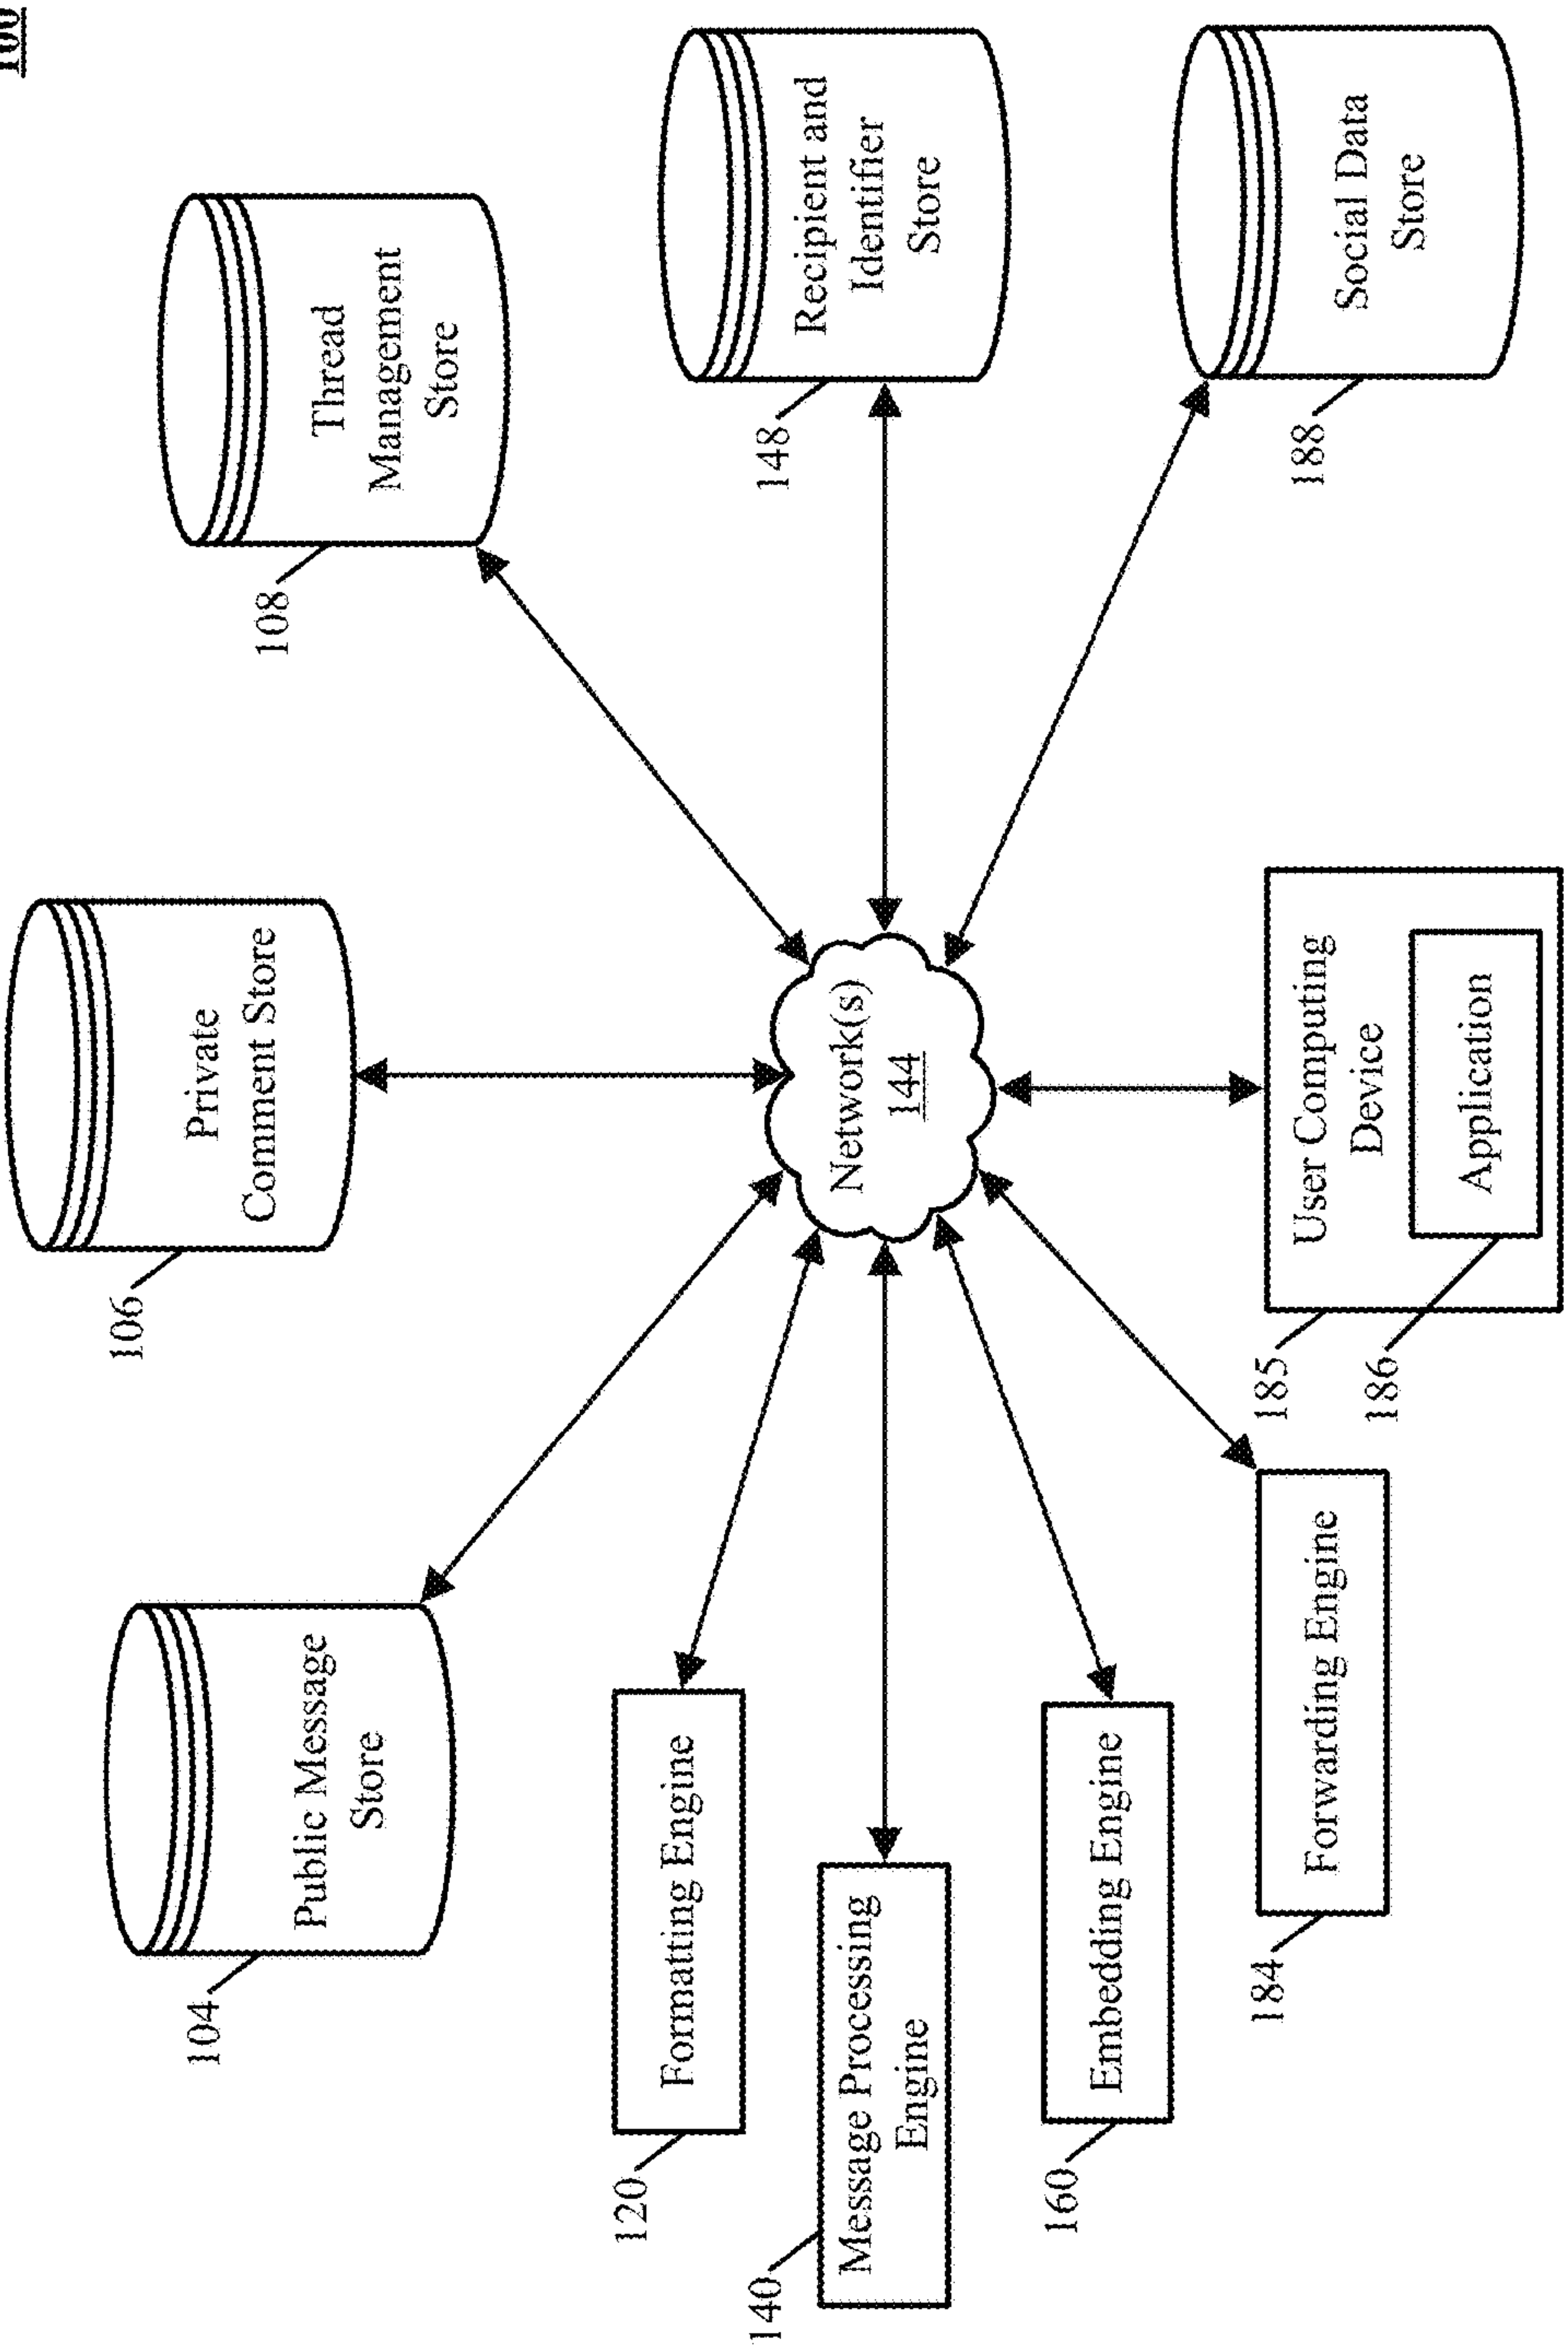 100
106
Private
Comment Store
104
Public Message
Store
108
Thread
Management
Store
120
Formatting Engine
140
Message Processing
Engine
Network(s)
144
148
Recipient and
Identifier
Store
160
Embedding Engine
184
Forwarding Engine
185
User Computing
Device
186
Application
188
Social Data
Store